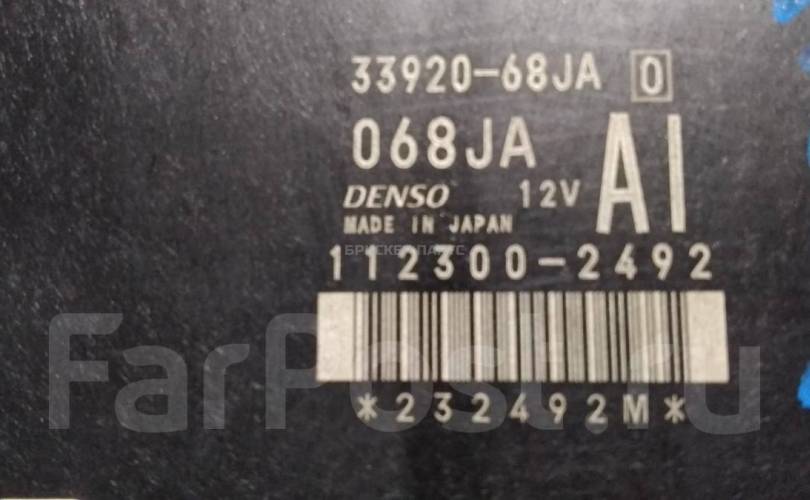 33920-68JA 0
068JA AI
DENSO 12V
MADE IN JAPAN
112300-2492
*232492M*
FarPost.ru